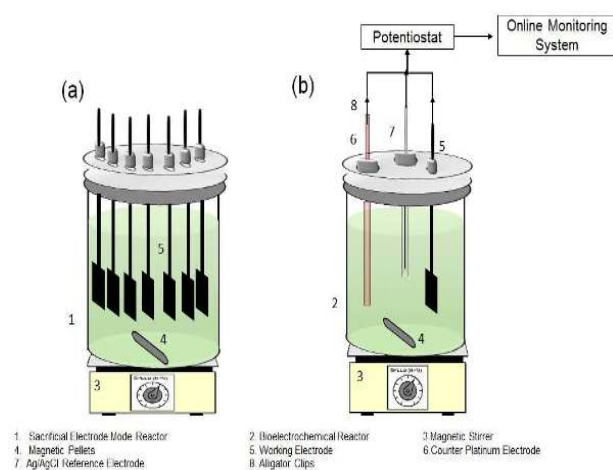 Potentiostat
Online Monitoring
System
(a)
(b)
8
7
6
5
5
1
2
4
4
3
3
1. Sacrificial Electrode Mode Reactor
2. Bioelectrochemical Reactor
3 Magnetic Stirrer
4. Magnetic Pellets
5. Working Electrode
6.Counter Platinum Electrode
7. Ag/AgCl Reference Electrode
8. Alligator Clips